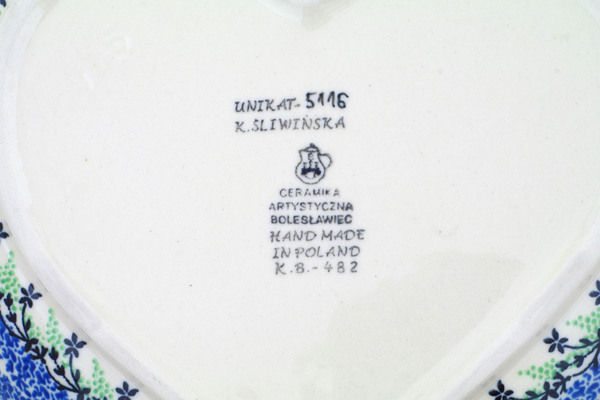 UNIKAT-5116
K. ŚLIWIŃSKA
CERAMIKA
ARTYSTYCZNA
BOLESŁAWIEC
HAND MADE
IN POLAND
K.B.-482